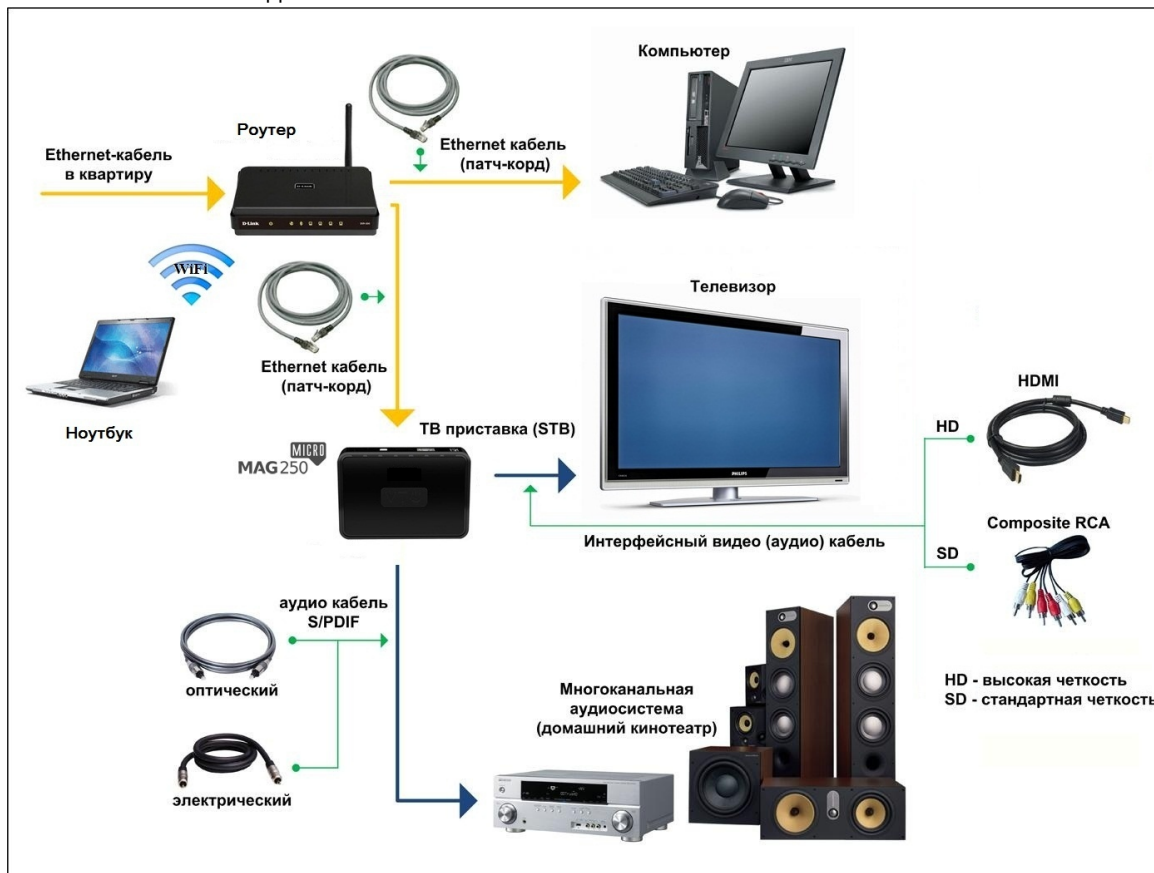 Компьютер
Роутер
Ethernet-кабель
в квартиру
Ethernet кабель
(патч-корд)
D-Link
WiFi
Телевизор
Ethernet кабель
(патч-корд)
HDMI
Ноутбук
ТВ приставка (STB)
HD
MICRO
MAG250
PHILIPS
Composite RCA
Интерфейсный видео (аудио) кабель
SD
аудио кабель
S/PDIF
оптический
HD - высокая четкость
SD - стандартная четкость
Многоканальная
аудиосистема
(домашний кинотеатр)
электрический